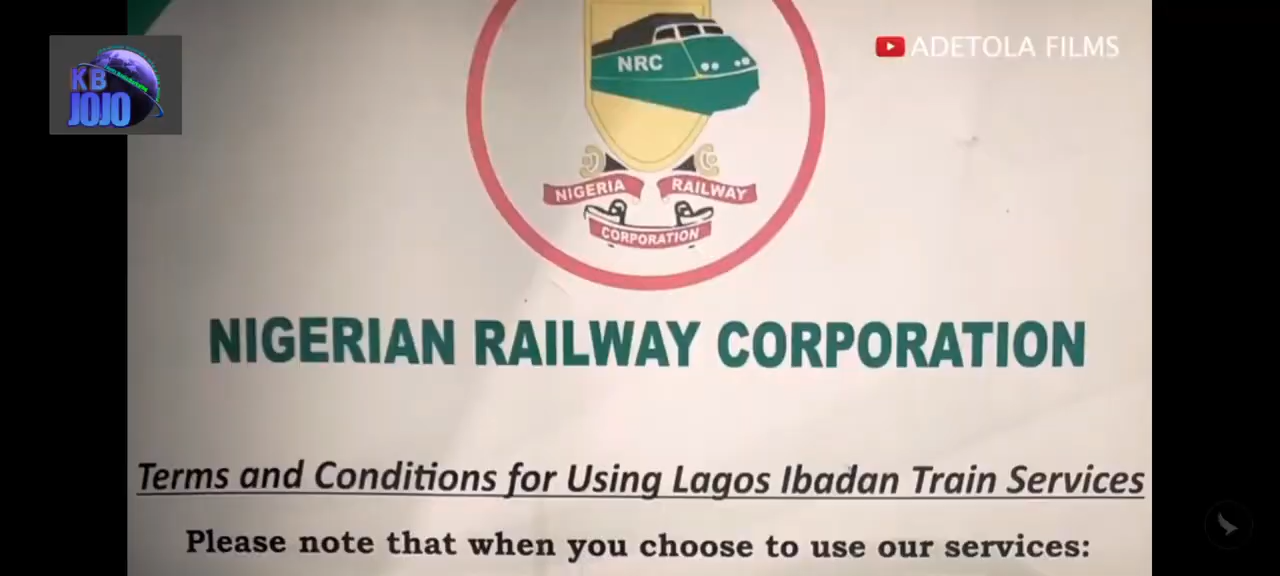 KB
JOJO
ADETOLA FILMS
NRC
NIGERIA RAILWAY
CORPORATION
NIGERIAN RAILWAY CORPORATION
Terms and Conditions for Using Lagos Ibadan Train Services
Please note that when you choose to use our services: